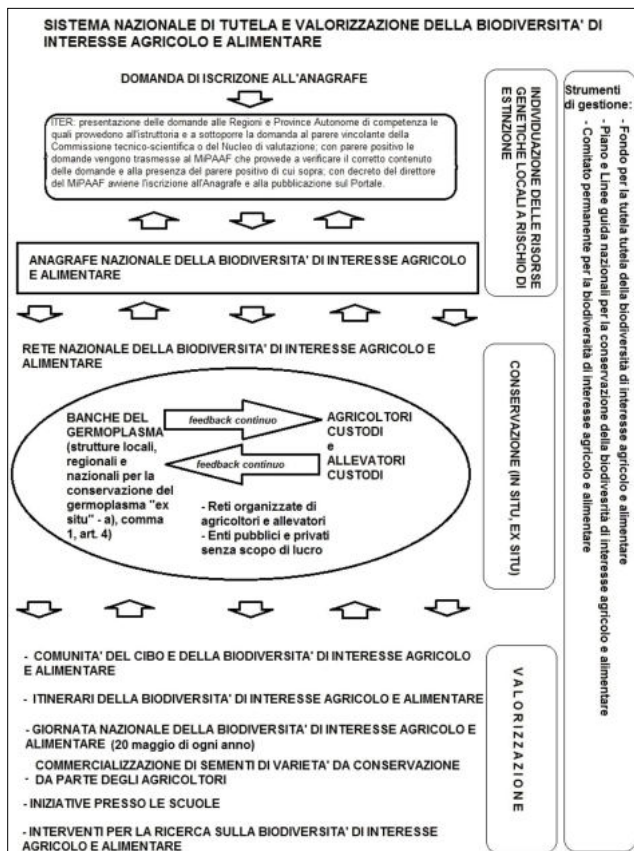 SISTEMA NAZIONALE DI TUTELA E VALORIZZAZIONE DELLA BIODIVERSITA' DI
INTERESSE AGRICOLO E ALIMENTARE
DOMANDA DI ISCRIZONE ALL'ANAGRAFE
ITER: presentazione delle domande alle Regioni e Province Autonome di competenza le
quali provedono all'istruttoria e a sottoporre la domanda al parere vincolante della
Commissione tecnico-scientifica o del Nucleo di valutazione; con parere positivo le
domande vengono trasmesse al MiPAAF che provvede a verificare il corretto contenuto
delle domande e alla presenza del parere positivo di cui sopra; con decreto del direttore
del MiPAAF avviene l'iscrizione all'Anagrafe e alla pubblicazione sul Portale.
ANAGRAFE NAZIONALE DELLA BIODIVERSITA' DI INTERESSE AGRICOLO
E ALIMENTARE
INDIVIDUAZIONE DELLE RISORSE
GENETICHE LOCALI A RISCHIO DI
ESTINZIONE
RETE NAZIONALE DELLA BIODIVERSITA' DI INTERESSE AGRICOLO E
ALIMENTARE
BANCHE DEL
GERMOPLASMA
(strutture locali,
regionali e
nazionali per la
conservazione del
germoplasma "ex
situ" - a), comma
1, art. 4)
feedback continuo
feedback continuo
AGRICOLTORI
CUSTODI
e
ALLEVATORI
CUSTODI
- Reti organizzate di
agricoltori e allevatori
- Enti pubblici e privati
senza scopo di lucro
CONSERVAZIONE (IN SITU, EX SITU)
- COMUNITA' DEL CIBO E DELLA BIODIVERSITA' DI INTERESSE AGRICOLO
E ALIMENTARE
- ITINERARI DELLA BIODIVERSITA' DI INTERESSE AGRICOLO E ALIMENTARE
- GIORNATA NAZIONALE DELLA BIODIVERSITA' DI INTERESSE AGRICOLO E
ALIMENTARE (20 maggio di ogni anno)
COMMERCIALIZZAZIONE DI SEMENTI DI VARIETA' DA CONSERVAZIONE
- DA PARTE DEGLI AGRICOLTORI
- INIZIATIVE PRESSO LE SCUOLE
- INTERVENTI PER LA RICERCA SULLA BIODIVERSITA' DI INTERESSE
AGRICOLO E ALIMENTARE
VALORIZZAZIONE
Strumenti
di gestione:
- Fondo per la tutela tutela della biodiversità di interesse agricolo e alimentare
- Piano e Linee guida nazionali per la conservazione della biodivesrità di interesse agricolo e alimentare
- Comitato permanente per la biodiversità di interesse agricolo e alimentare